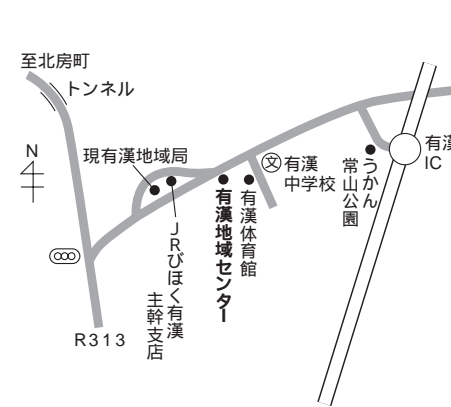 至北房町
トンネル
N
現有漢地域局
文
有漢
中学校
有漢
IC
うかん
常山公園
有漢体育館
有漢地域センター
JRびほく有漢
主幹支店
R313